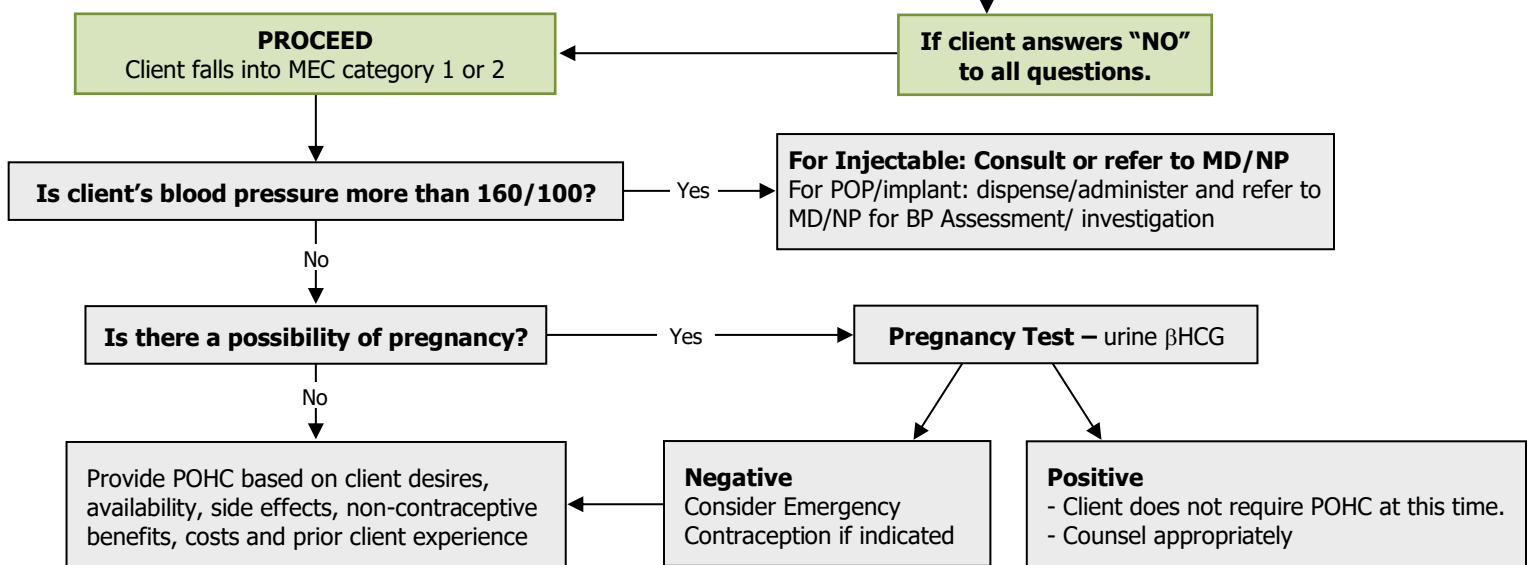 PROCEED
Client falls into MEC category 1 or 2
If client answers “NO”
to all questions.
Is client’s blood pressure more than 160/100?
Yes
For Injectable: Consult or refer to MD/NP
For POP/implant: dispense/administer and refer to
MD/NP for BP Assessment/ investigation
No
Is there a possibility of pregnancy?
Yes
Pregnancy Test – urine βHCG
No
Provide POHC based on client desires,
availability, side effects, non-contraceptive
benefits, costs and prior client experience
Negative
Consider Emergency
Contraception if indicated
Positive
- Client does not require POHC at this time.
- Counsel appropriately